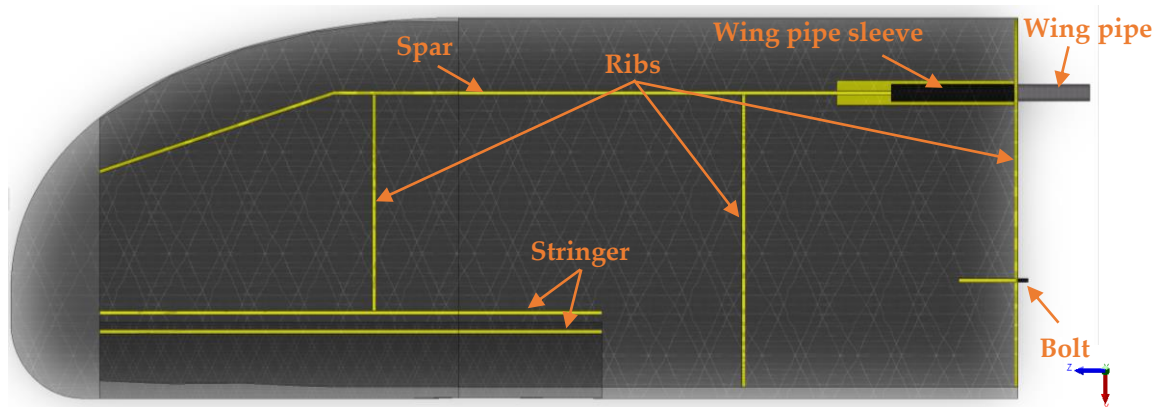 Spar
Ribs
Wing pipe sleeve
Wing pipe
Stringer
Bolt
Z